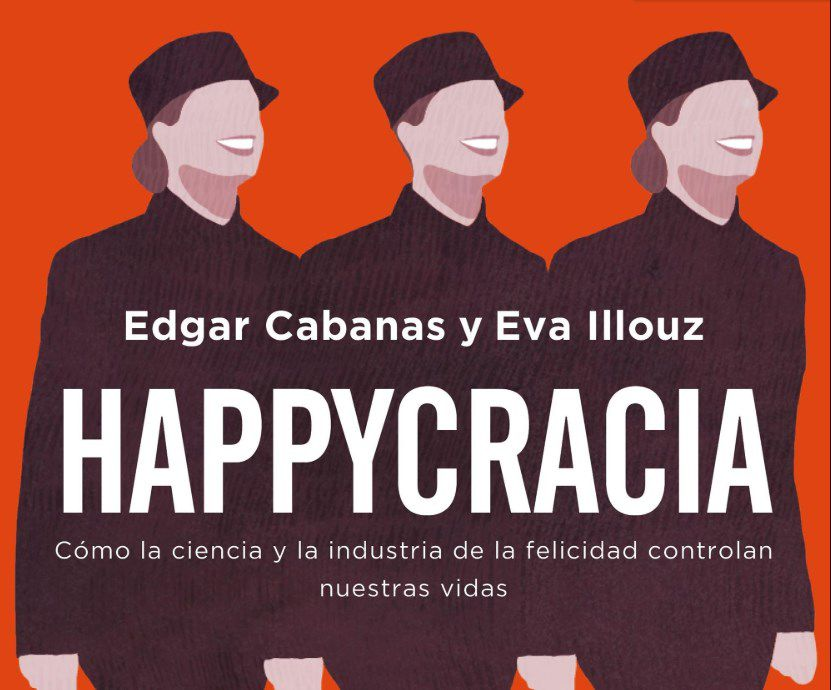 Edgar Cabanas y Eva Illouz
HAPPYCRACIA
Cómo la ciencia y la industria de la felicidad controlan
nuestras vidas